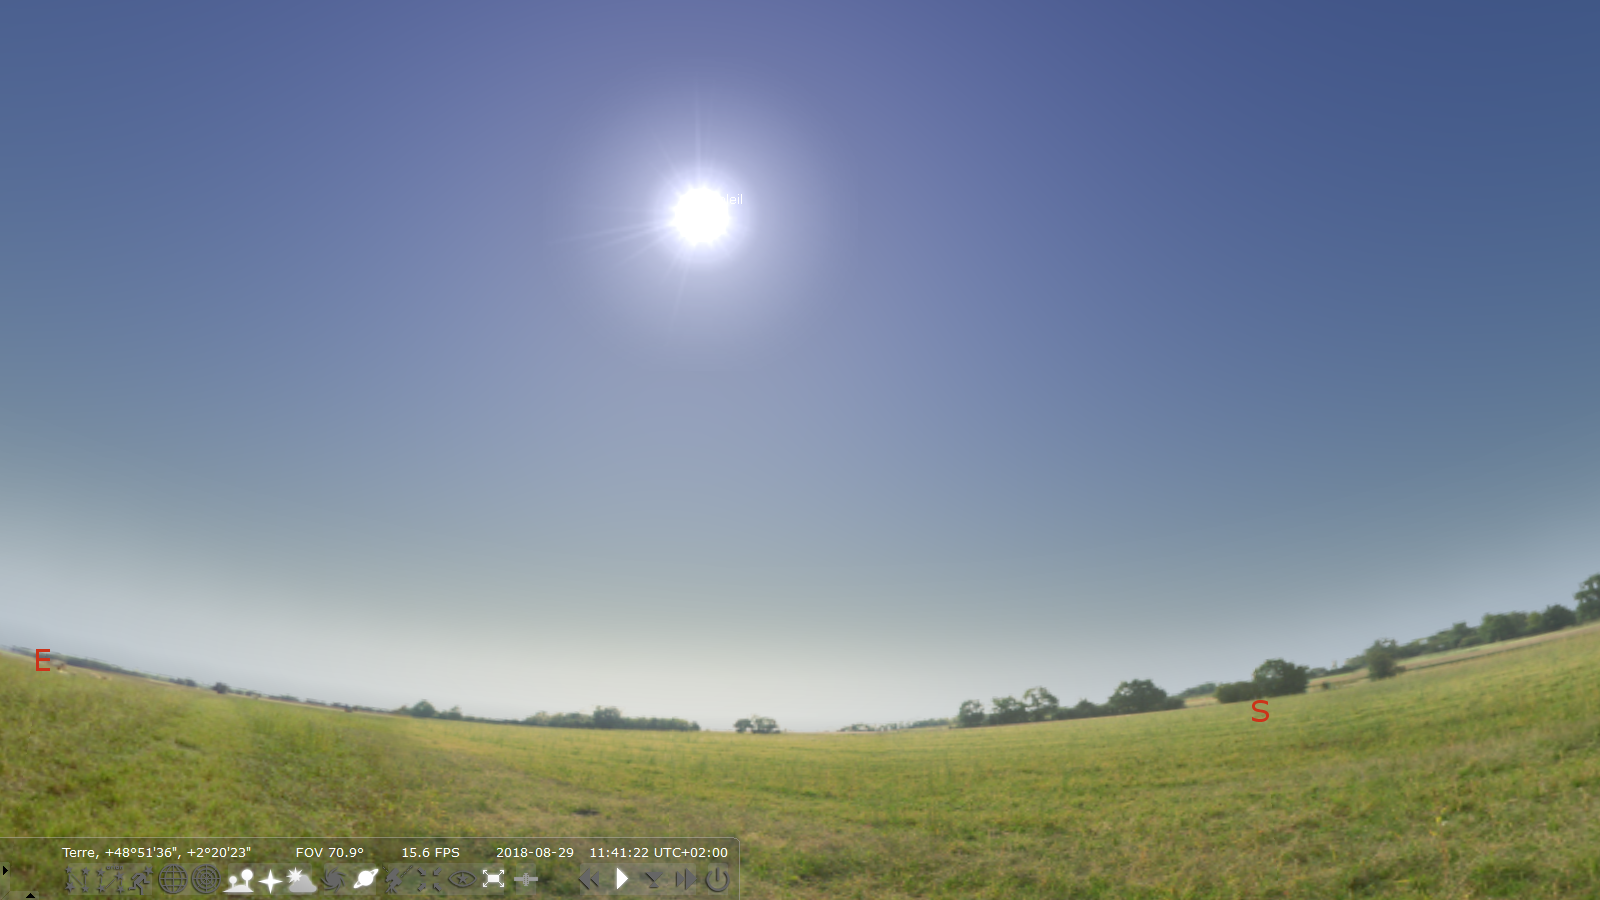 leil
E
S
Terre, +48°51'36", +2°20'23" FOV 70.9° 15.6 FPS 2018-08-29 11:41:22 UTC+02:00